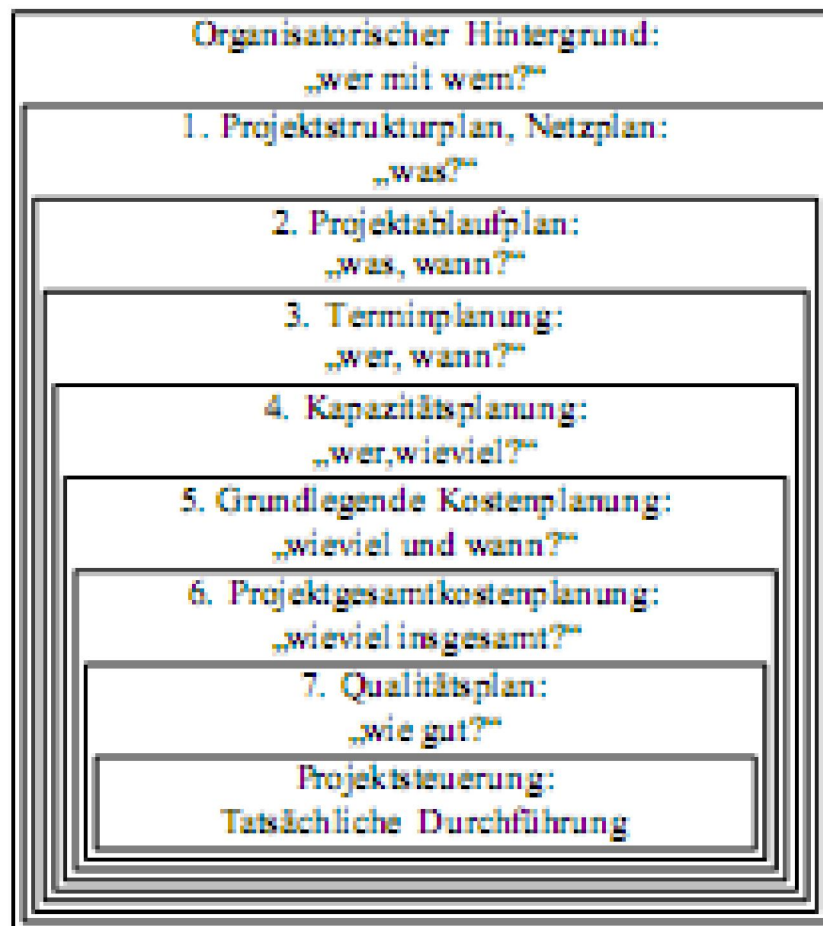 Organisatorischer Hintergrund:
„wer mit wem?“
1. Projektstrukturplan, Netzplan:
„was?“
2. Projektablaufplan:
„was, wann?“
3. Terminplanung:
„wer, wann?“
4. Kapazitätsplanung:
„wer,wieviel?“
5. Grundlegende Kostenplanung:
„wieviel und wann?“
6. Projektgesamtkostenplanung:
„wieviel insgesamt?“
7. Qualitätsplan:
„wie gut?“
Projektsteuerung:
Tatsächliche Durchführung